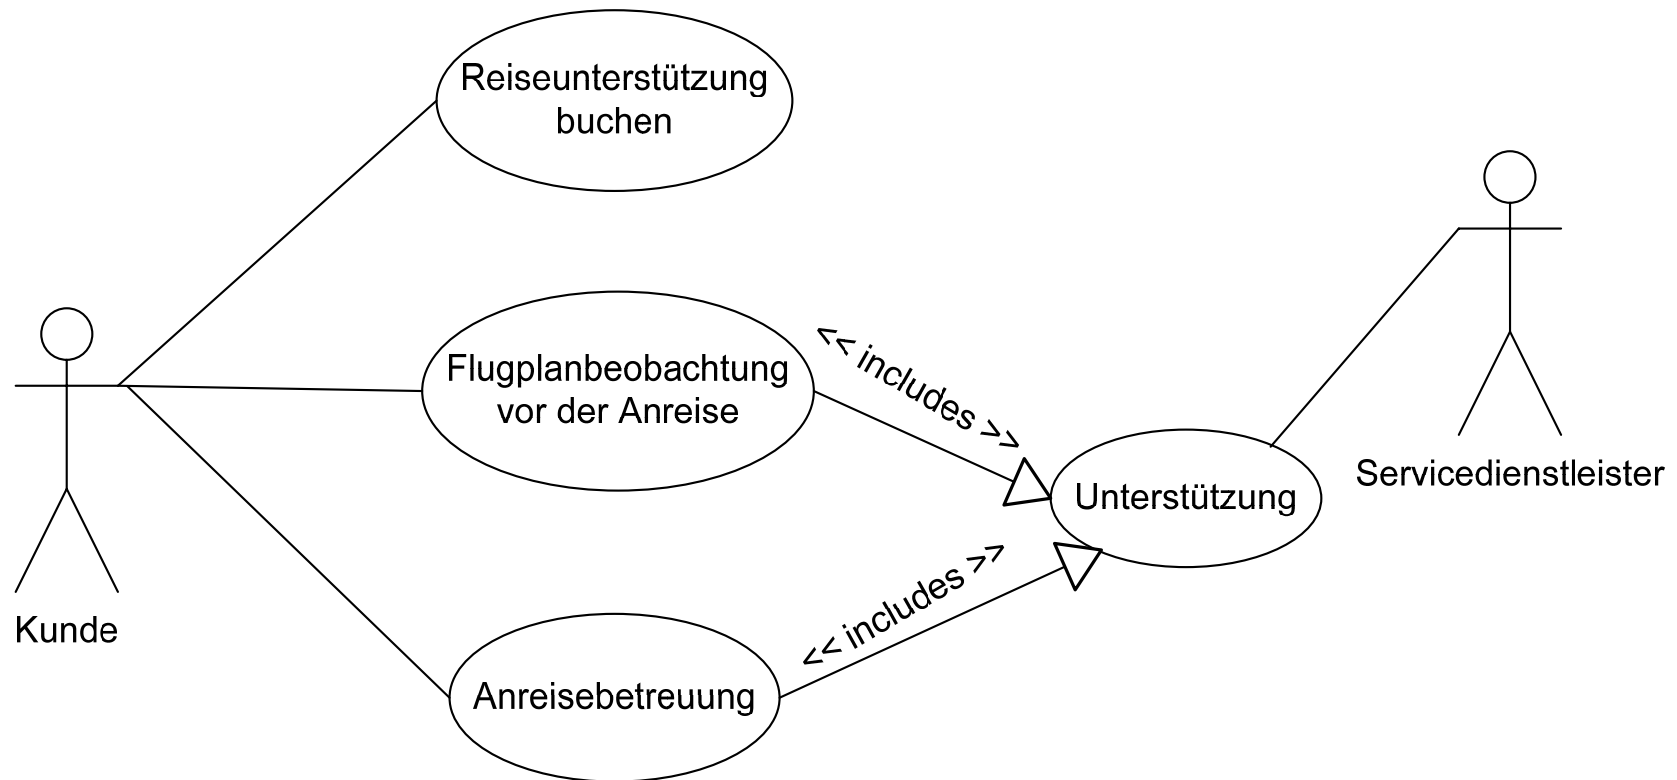 Reiseunterstützung
buchen
Flugplanbeobachtung
vor der Anreise
<< includes >>
Unterstützung
Servicedienstleister
<< includes >>
Kunde
Anreisebetreuung